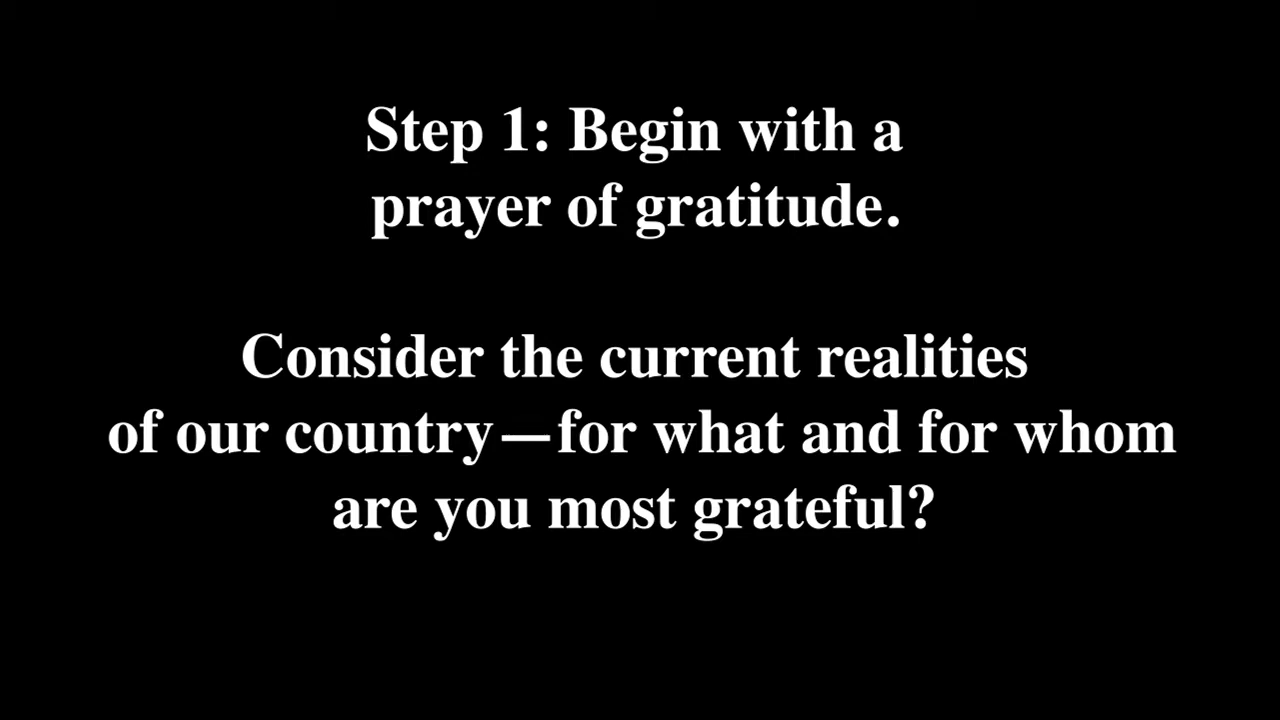 Step 1: Begin with a
prayer of gratitude.
Consider the current realities
of our country—for what and for whom
are you most grateful?